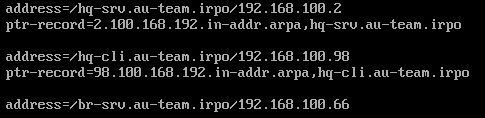 address=/hq-srv.au-team.irpo/192.168.100.2
ptr-record=2.100.168.192.in-addr.arpa,hq-srv.au-team.irpo
address=/hq-cli.au-team.irpo/192.168.100.98
ptr-record=98.100.168.192.in-addr.arpa,hq-cli.au-team.irpo
address=/br-srv.au-team.irpo/192.168.100.66